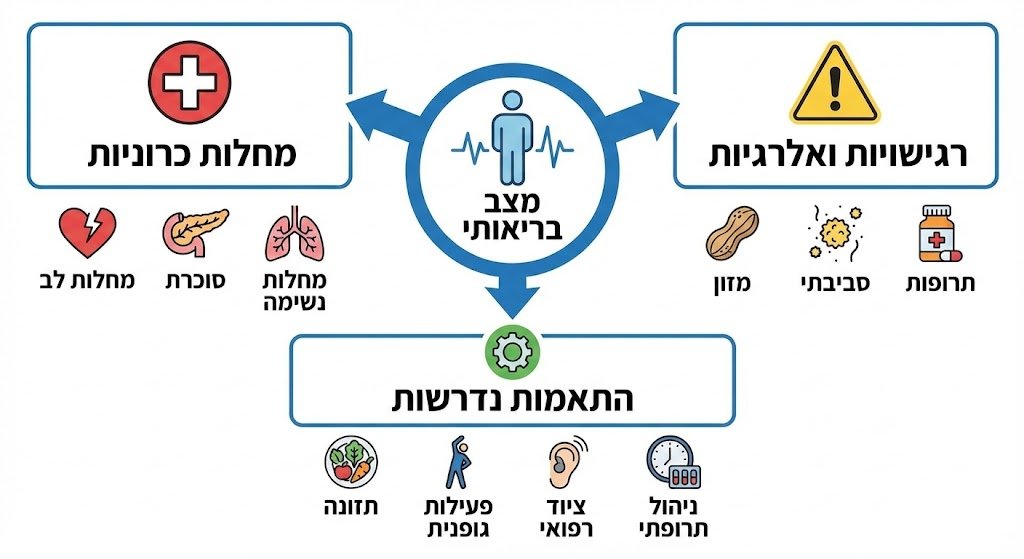 רגישויות ואלרגיות
תרופות
סביבתי
מזון
מצב
בריאותי
מחלות כרוניות
מחלות
נשימה
סוכרת
מחלות לב
התאמות נדרשות
ניהול
תרופתי
ציוד
רפואי
פעילות
גופנית
תזונה